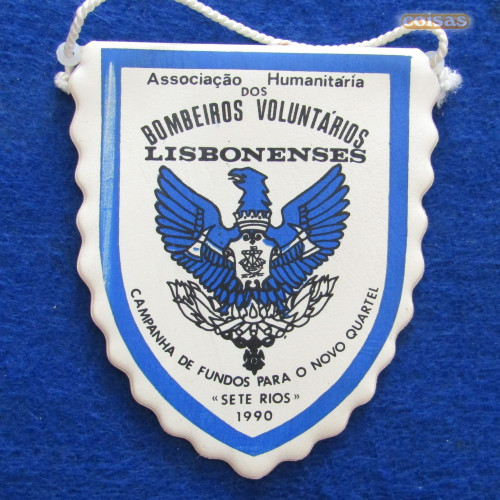 coisas
Associação Humanitária
DOS
BOMBEIROS VOLUNTÁRIOS
LISBONENSES
CAMPANHA DE FUNDOS PARA O NOVO QUARTEL
«SETE RIOS»
1990